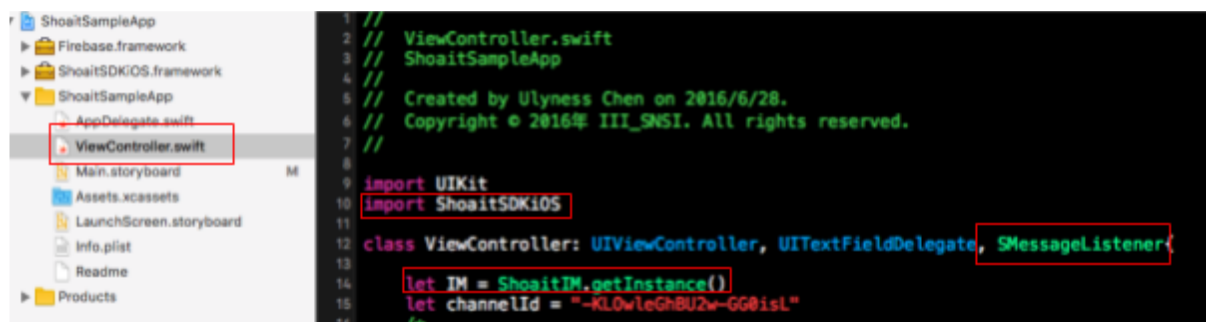 ShoaitSampleApp
Firebase.framework
ShoaitSDKiOS.framework
ShoaitSampleApp
AppDelegate.swift
ViewController.swift
Main.storyboard M
Assets.xcassets
LaunchScreen.storyboard
Info.plist
Readme
Products
1 //
2 // ViewController.swift
3 // ShoaitSampleApp
4 //
5 // Created by Ulyness Chen on 2016/6/28.
6 // Copyright © 2016年 III_SNSI. All rights reserved.
7 //
8
9 import UIKit
10 import ShoaitSDKiOS
11
12 class ViewController: UIViewController, UITextFieldDelegate, SMessageListener{
13
14 let IM = ShoaitIM.getInstance()
15 let channelId = "-KLOwleGhBU2w-GG0isL"